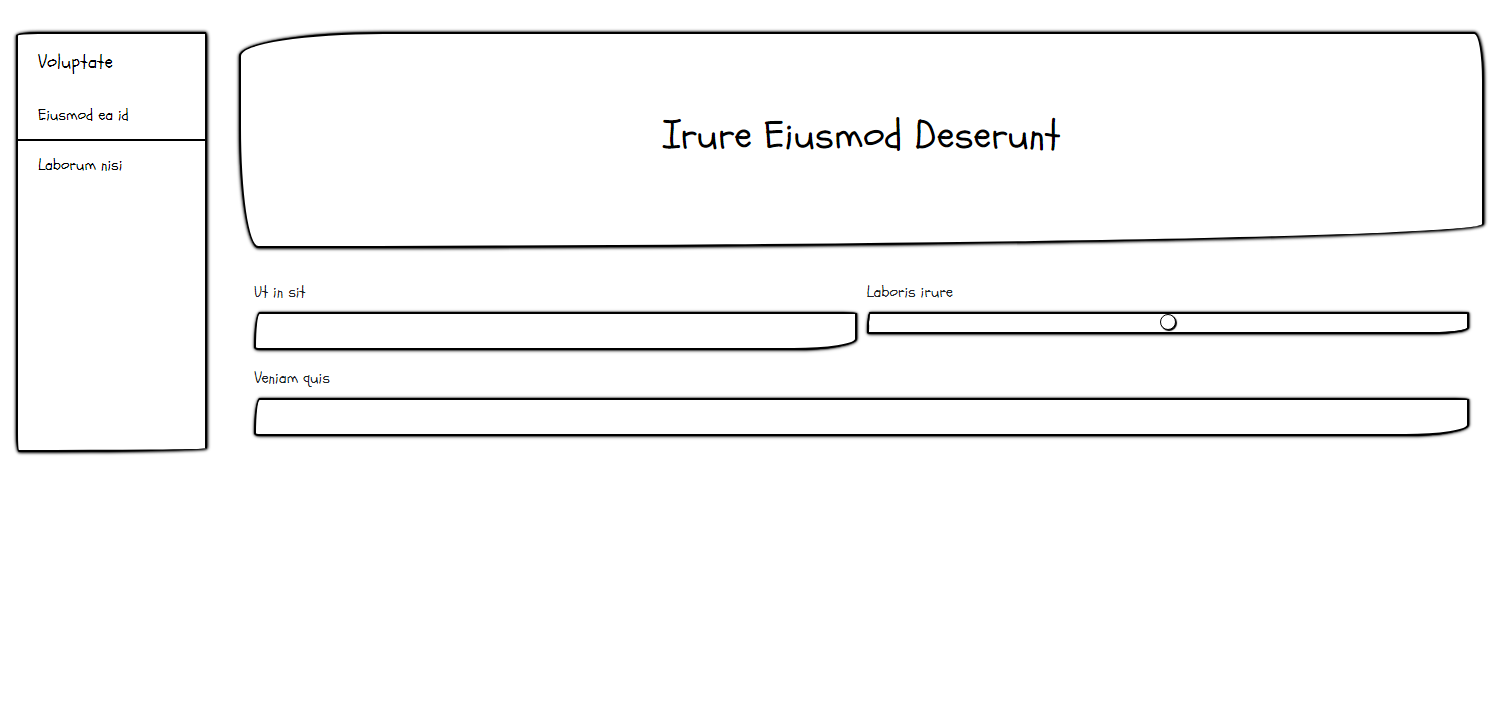 Voluptate
Eiusmod ea id
Laborum nisi
Irure Eiusmod Deserunt
Ut in sit
Laboris irure
Veniam quis